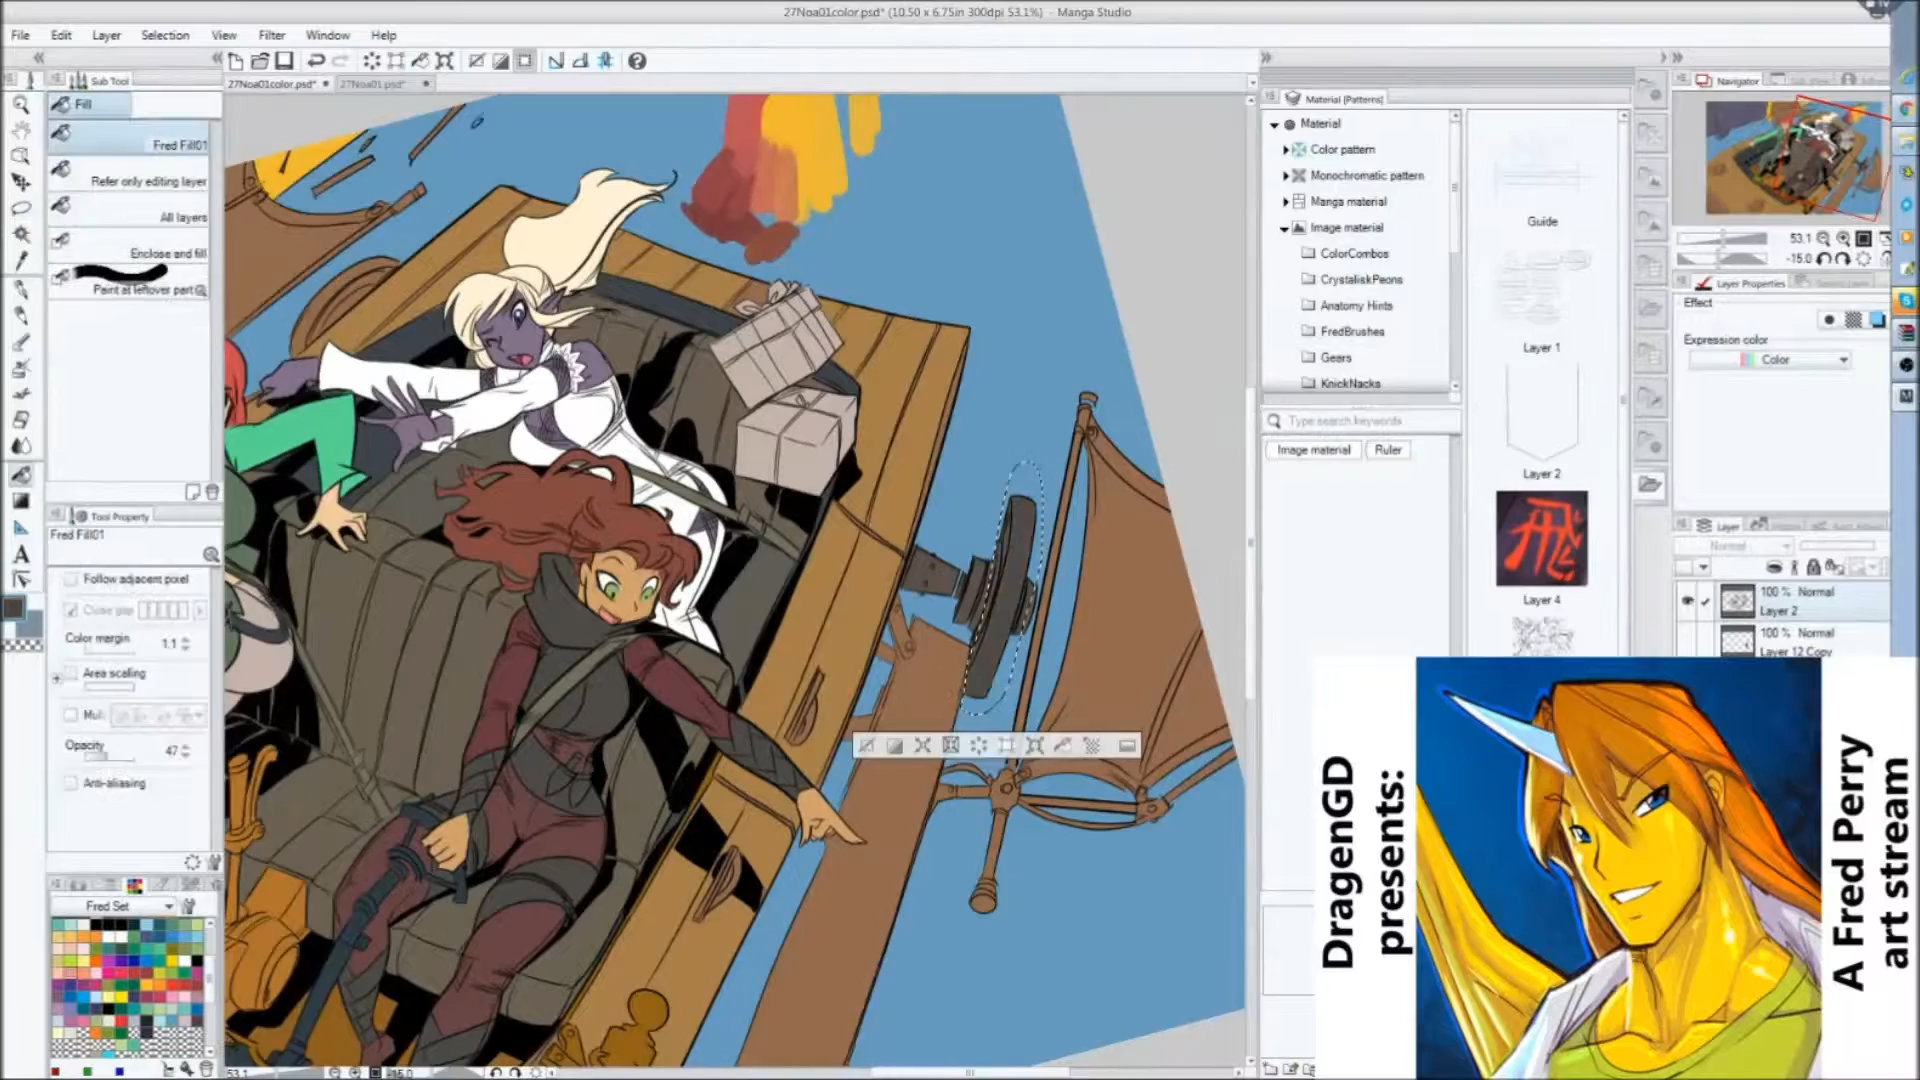 27Noa01color.psd* (10.50 x 6.75in 300dpi 53.1%) - Manga Studio
File Edit Layer Selection View Filter Window Help
Sub Tool
27Noa01color.psd* 27Noa01.psd*
Fill
Fred Fill01
Refer only editing layer
All layers
Enclose and fill
Paint at leftover part
Tool Property
Fred Fill01
Follow adjacent pixel
Close gap
Color margin 1.1
Area scaling
Opacity 47
Anti-aliasing
Fred Set
53.1 -15.0
Material [Patterns]
Material
Color pattern
Monochromatic pattern
Manga material
Image material
ColorCombos
CrystaliskPeons
Anatomy Hints
FredBrushes
Gears
KnickNacks
Type search keywords
Image material Ruler
Guide
Layer 1
Layer 2
飛
Layer 4
Navigator
53.1
-15.0
Layer Properties
Effect
Expression color
Color
Layer
Normal
100 % Normal
Layer 2
100 % Normal
Layer 12 Copy
DragenGD
presents:
A Fred Perry
art stream